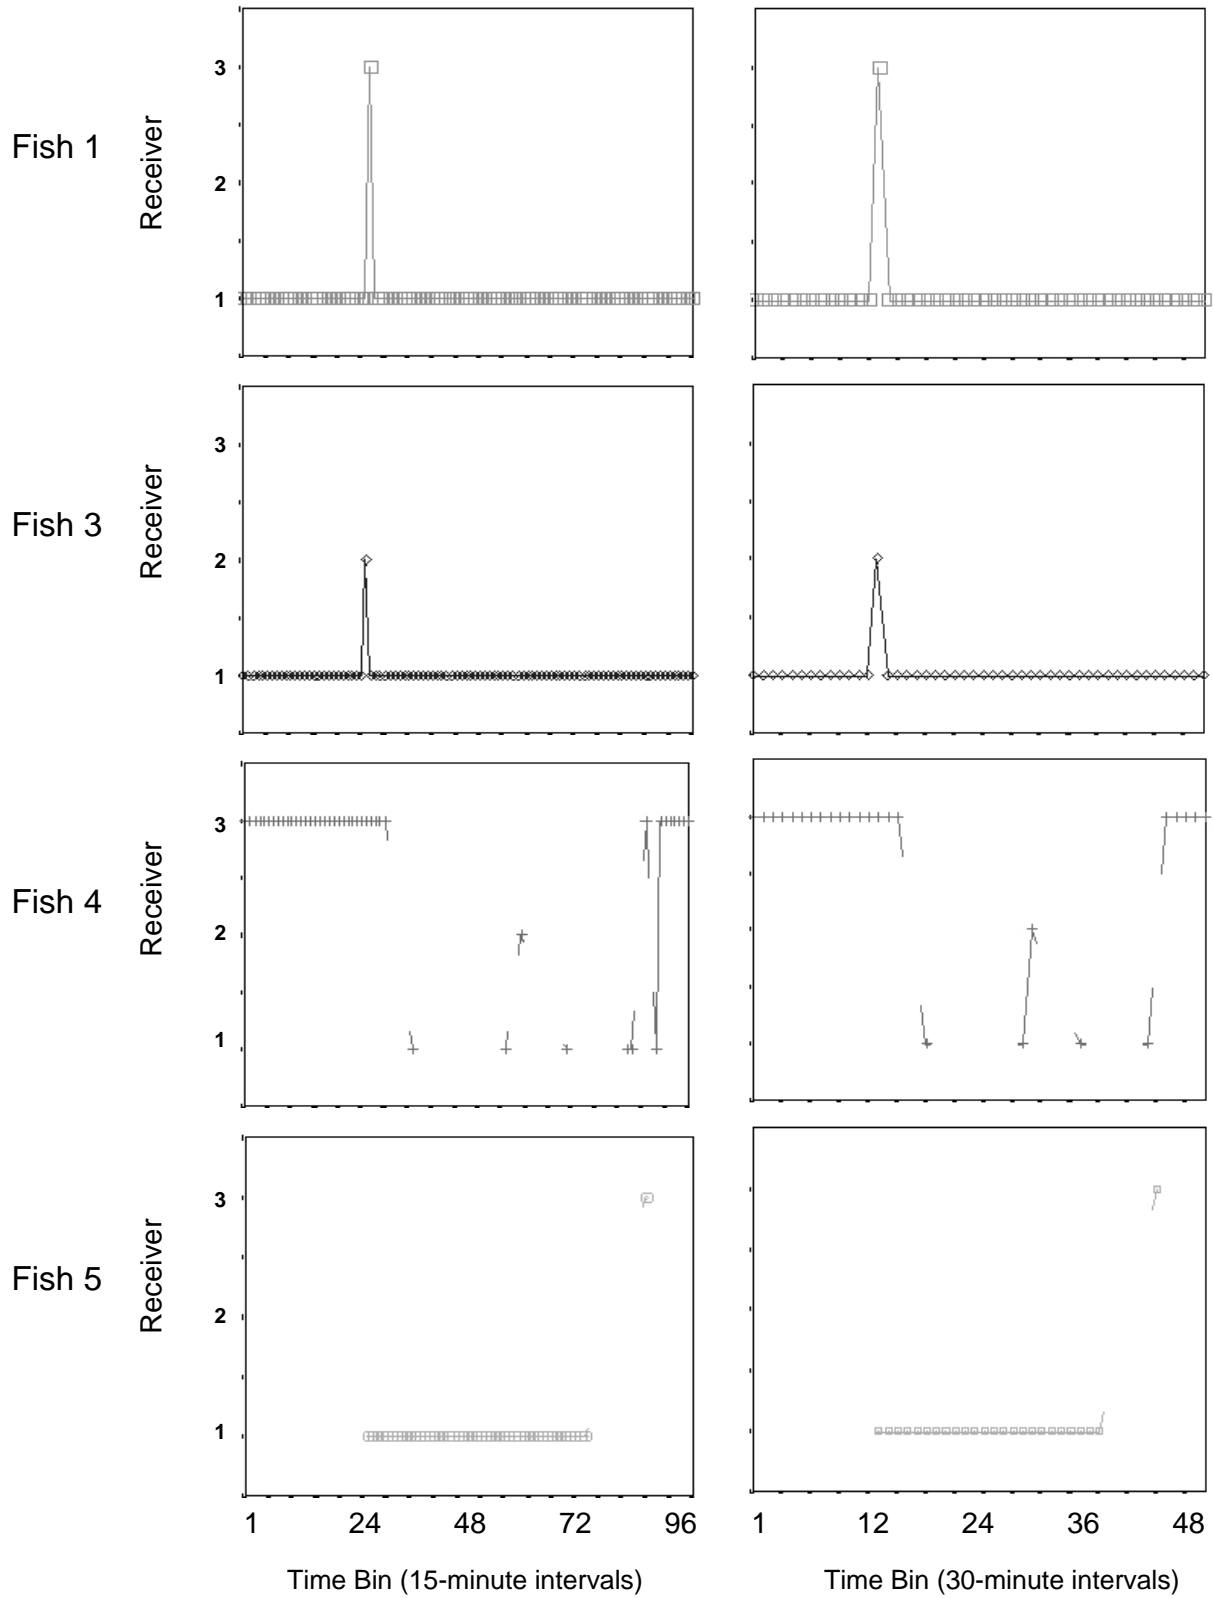 Fish 1
Receiver
3
2
1
Fish 3
Receiver
3
2
1
Fish 4
Receiver
3
2
1
Fish 5
Receiver
3
2
1
1 24 48 72 96
1 12 24 36 48
Time Bin (15-minute intervals)
Time Bin (30-minute intervals)